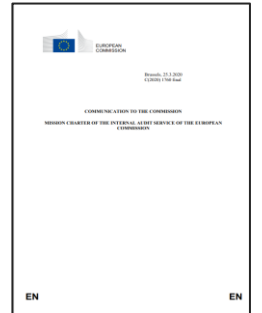 EUROPEAN
COMMISSION
Brussels, 23.3.2020
C(2020) 1760 final
COMMUNICATION TO THE COMMISSION
MISSION CHARTER OF THE INTERNAL AUDIT SERVICE OF THE EUROPEAN
COMMISSION
EN
EN